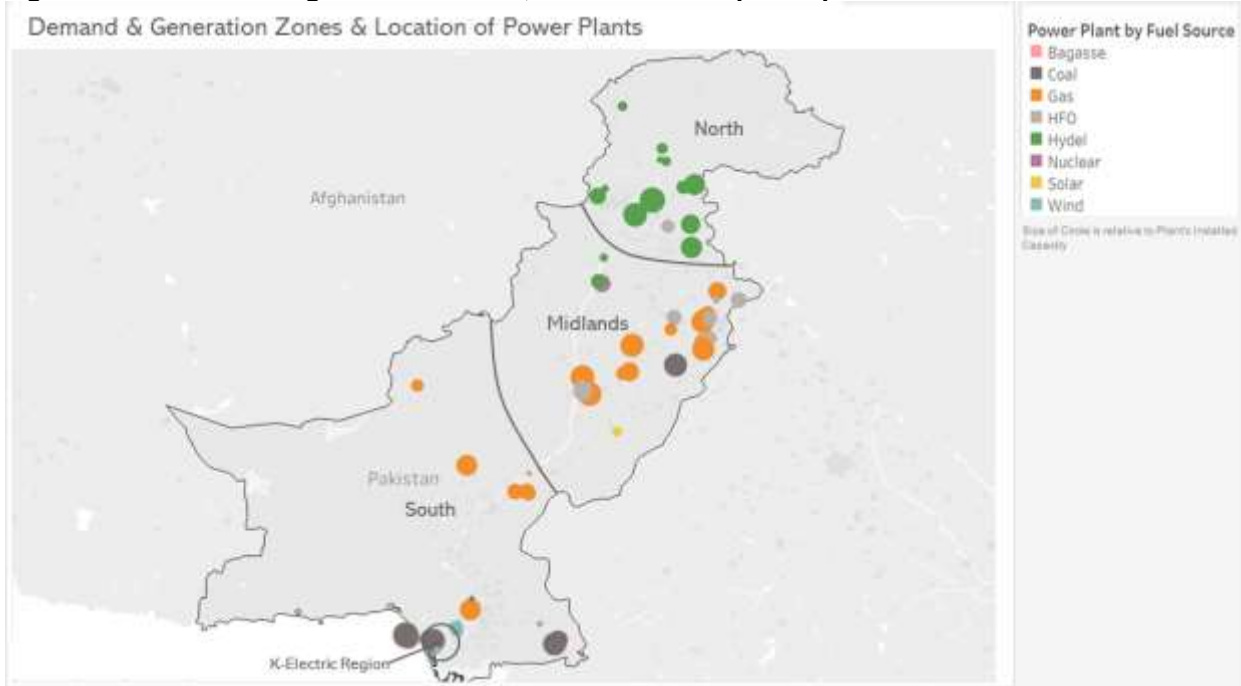 Demand & Generation Zones & Location of Power Plants
Power Plant by Fuel Source
Bagasse
Coal
Gas
HFO
Hydel
Nuclear
Solar
Wind
Size of Circle is relative to Plant's Installed
Capacity
North
Afghanistan
Midlands
Pakistan
South
K-Electric Region